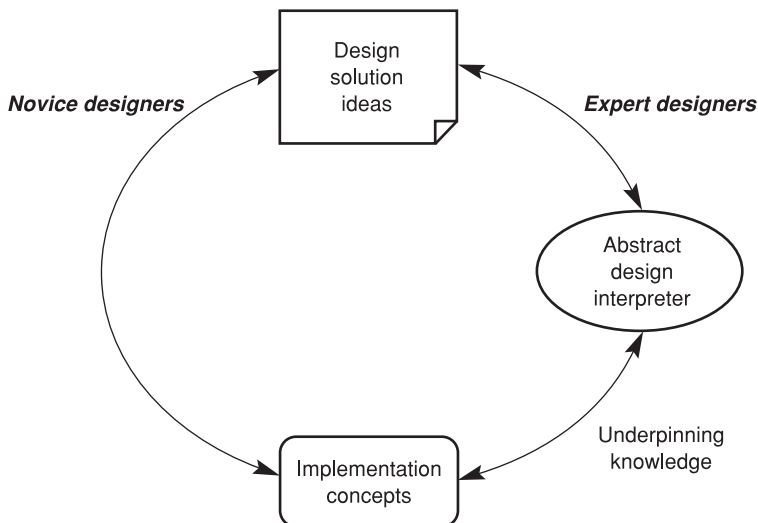 Design
solution
ideas
Novice designers
Expert designers
Abstract
design
interpreter
Underpinning
knowledge
Implementation
concepts